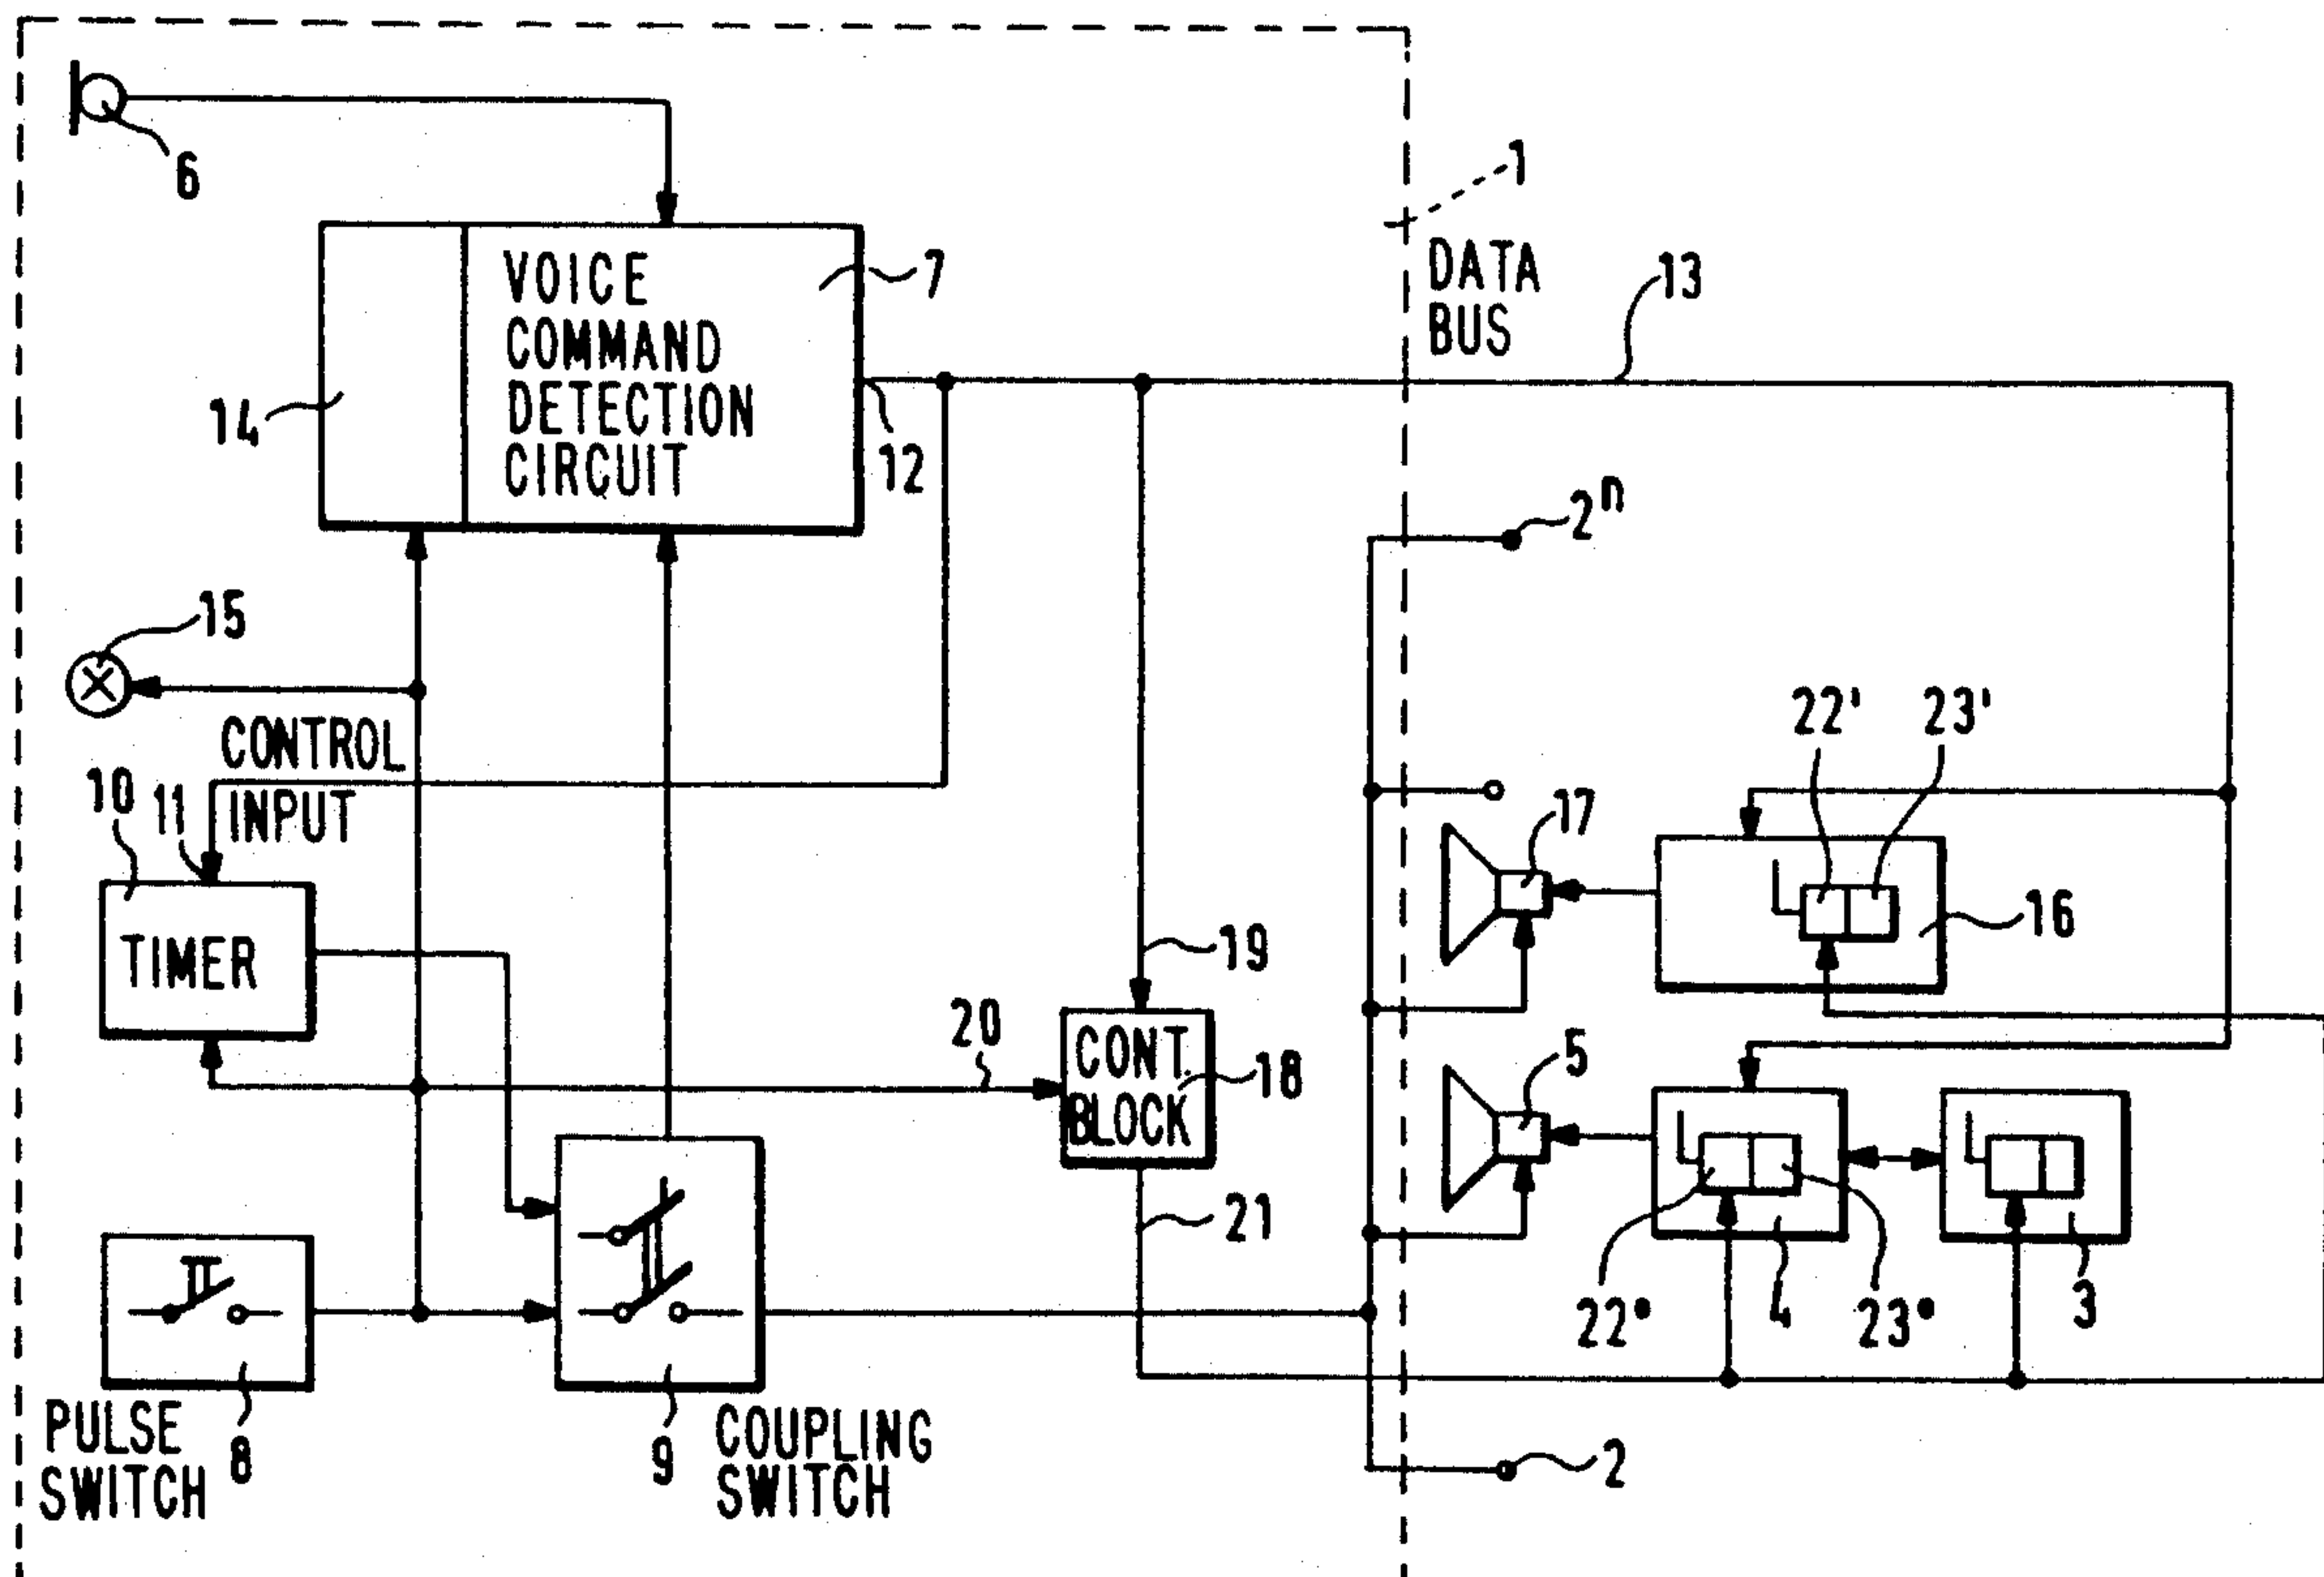 6
1
VOICE
COMMAND
DETECTION
CIRCUIT
7
DATA
BUS
13
14
12
2ⁿ
15
CONTROL
INPUT
22'
23'
10
11
17
TIMER
19
16
20
CONT.
BLOCK
18
5
21
22"
4
23"
3
PULSE
SWITCH
8
9
COUPLING
SWITCH
2